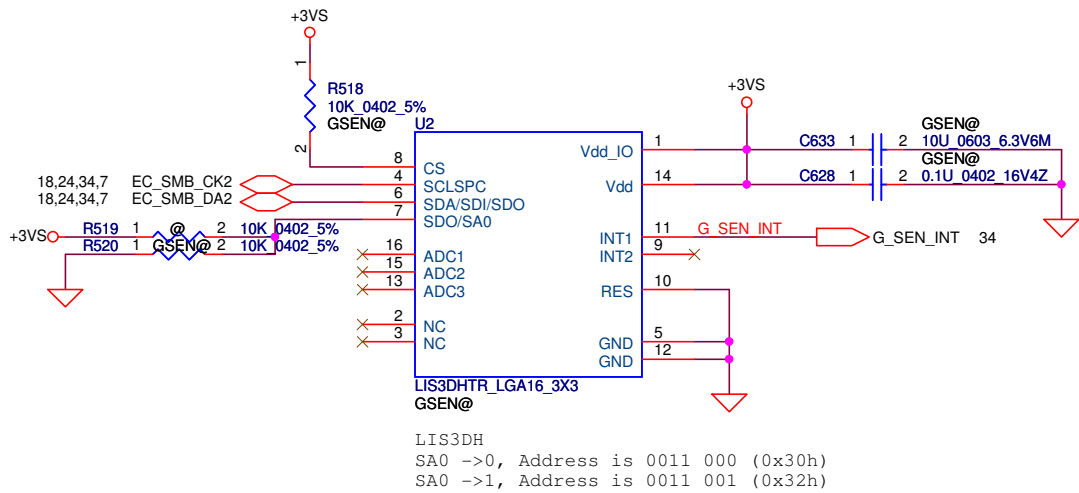 +3VS
1
R518
10K_0402_5%
GSEN@
2
U2
+3VS
8 CS
4 SCLSPC
6 SDA/SDI/SDO
7 SDO/SA0
16 ADC1
15 ADC2
13 ADC3
2 NC
3 NC
18,24,34,7 EC_SMB_CK2
18,24,34,7 EC_SMB_DA2
+3VS R519 1 @ 2 10K_0402_5%
R520 1 GSEN@ 2 10K_0402_5%
Vdd_IO 1
Vdd 14
INT1 11
INT2 9
RES 10
GND 5
GND 12
C633 1 2 GSEN@
10U_0603_6.3V6M
C628 1 2 GSEN@
0.1U_0402_16V4Z
G_SEN_INT
G_SEN_INT 34
LIS3DHTR_LGA16_3X3
GSEN@
LIS3DH
SA0 ->0, Address is 0011 000 (0x30h)
SA0 ->1, Address is 0011 001 (0x32h)